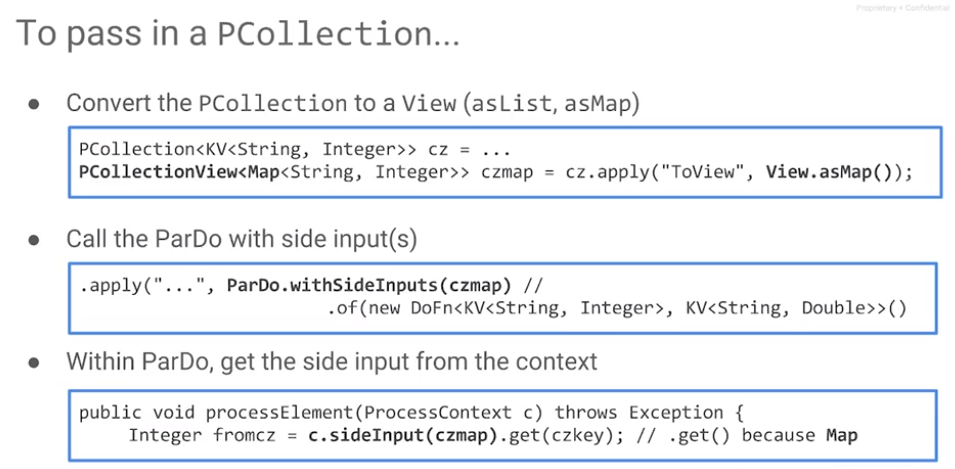 Proprietary + Confidential
To pass in a PCollection...
● Convert the PCollection to a View (asList, asMap)
PCollection<KV<String, Integer>> cz = ...
PCollectionView<Map<String, Integer>> czmap = cz.apply("ToView", View.asMap());
● Call the ParDo with side input(s)
.apply("...", ParDo.withSideInputs(czmap) //
.of(new DoFn<KV<String, Integer>, KV<String, Double>>()
● Within ParDo, get the side input from the context
public void processElement(ProcessContext c) throws Exception {
Integer fromcz = c.sideInput(czmap).get(czkey); // .get() because Map